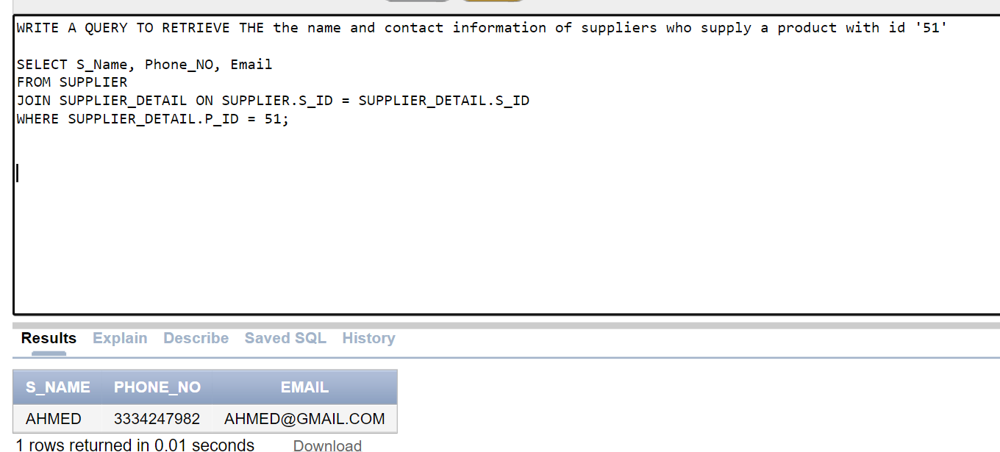 WRITE A QUERY TO RETRIEVE THE the name and contact information of suppliers who supply a product with id '51'
SELECT S_Name, Phone_NO, Email
FROM SUPPLIER
JOIN SUPPLIER_DETAIL ON SUPPLIER.S_ID = SUPPLIER_DETAIL.S_ID
WHERE SUPPLIER_DETAIL.P_ID = 51;
Results Explain Describe Saved SQL History
S_NAME PHONE_NO EMAIL
AHMED 3334247982 AHMED@GMAIL.COM
1 rows returned in 0.01 seconds Download